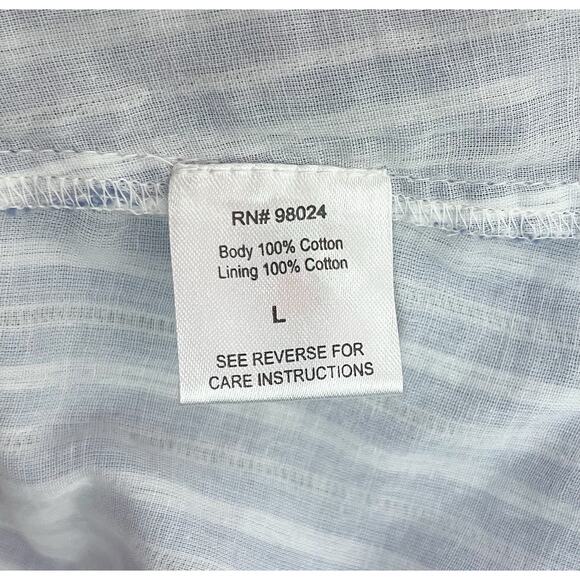 RN# 98024
Body 100% Cotton
Lining 100% Cotton
L
SEE REVERSE FOR
CARE INSTRUCTIONS